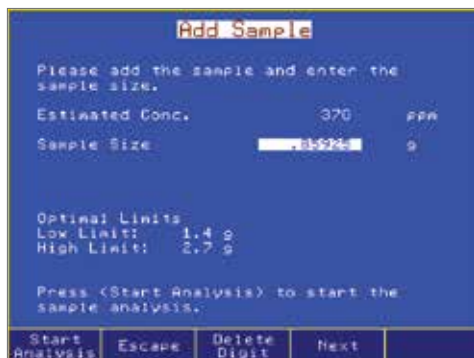 Add Sample
Please add the sample and enter the
sample size.
Estimated Conc. 370 ppm
Sample Size .85925 g
Optimal Limits
Low Limit: 1.4 g
High Limit: 2.7 g
Press <Start Analysis> to start the
sample analysis.
Start Analysis Escape Delete Digit Next